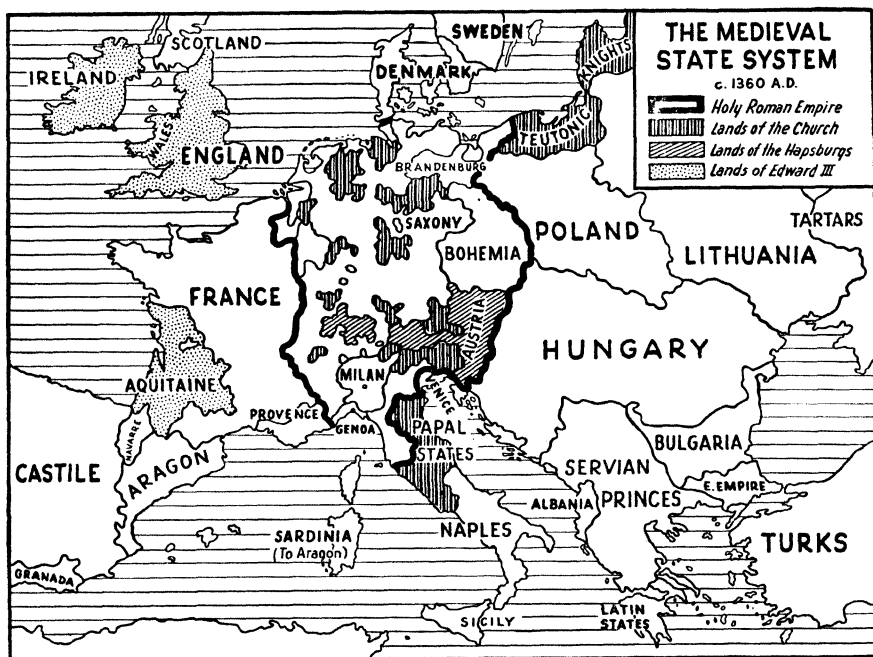 THE MEDIEVAL
STATE SYSTEM
c. 1360 A.D.
Holy Roman Empire
Lands of the Church
Lands of the Hapsburgs
Lands of Edward III
SWEDEN
SCOTLAND
IRELAND
DENMARK
KNIGHTS
TEUTONIC
WALES
ENGLAND
BRANDENBURG
SAXONY
POLAND
TARTARS
BOHEMIA
LITHUANIA
FRANCE
AUSTRIA
HUNGARY
AQUITAINE
MILAN
VENICE
PROVENCE
GENOA
PAPAL
STATES
NAVARRE
ARAGON
CASTILE
BULGARIA
SERVIAN
PRINCES
E. EMPIRE
ALBANIA
SARDINIA
(To Aragon)
NAPLES
TURKS
GRANADA
SICILY
LATIN
STATES